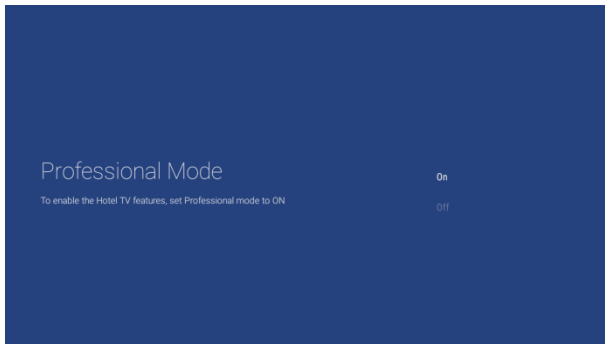 Professional Mode
On
To enable the Hotel TV features, set Professional mode to ON
Off